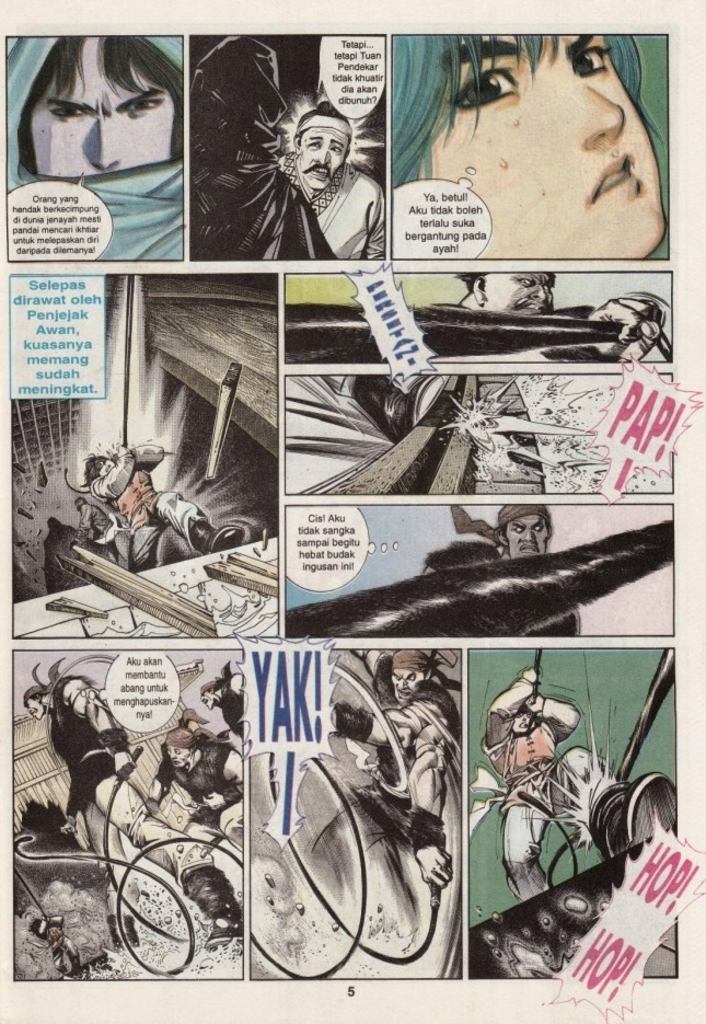 Orang yang
hendak berkecimpung
di dunia jenayah mesti
pandai mencari ikhtiar
untuk melepaskan diri
daripada dilemanya!
Tetapi...
tetapi Tuan
Pendekar
tidak khuatir
dia akan
dibunuh?
Ya, betul!
Aku tidak boleh
terlalu suka
bergantung pada
ayah!
Selepas
dirawat oleh
Penjejak
Awan,
kuasanya
memang
sudah
meningkat.
PAP!
Cis! Aku
tidak sangka
sampai begitu
hebat budak
ingusan ini!
Aku akan
membantu
abang untuk
menghapuskan-
nya!
YAK!
HOP!
HOP!
5